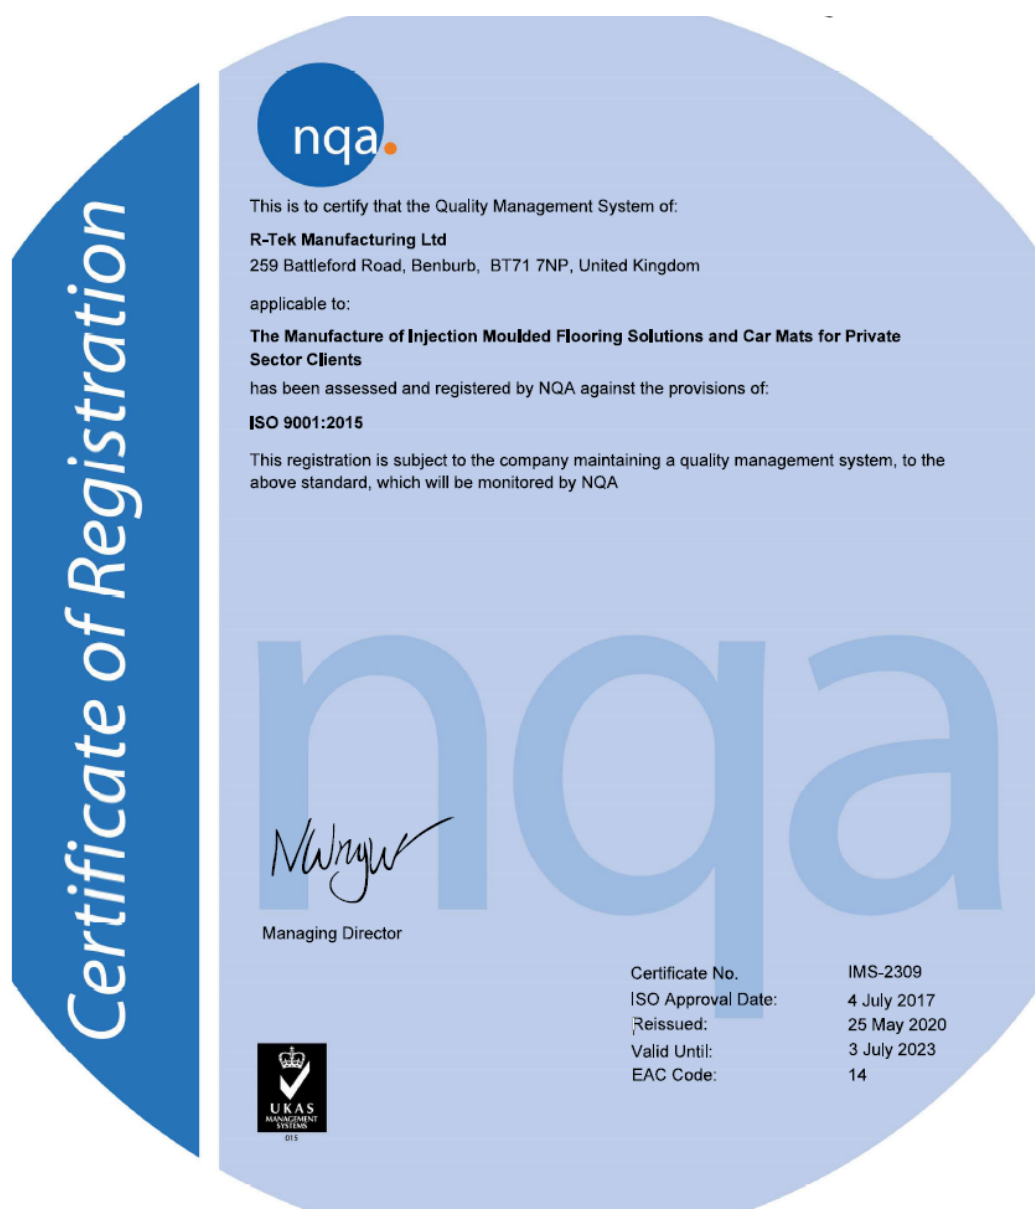 Certificate of Registration
nqa.
This is to certify that the Quality Management System of:
R-Tek Manufacturing Ltd
259 Battleford Road, Benburb, BT71 7NP, United Kingdom
applicable to:
The Manufacture of Injection Moulded Flooring Solutions and Car Mats for Private
Sector Clients
has been assessed and registered by NQA against the provisions of:
ISO 9001:2015
This registration is subject to the company maintaining a quality management system, to the
above standard, which will be monitored by NQA
nqa
Managing Director
Certificate No. IMS-2309
ISO Approval Date: 4 July 2017
Reissued: 25 May 2020
Valid Until: 3 July 2023
EAC Code: 14
UKAS
MANAGEMENT
SYSTEMS
015